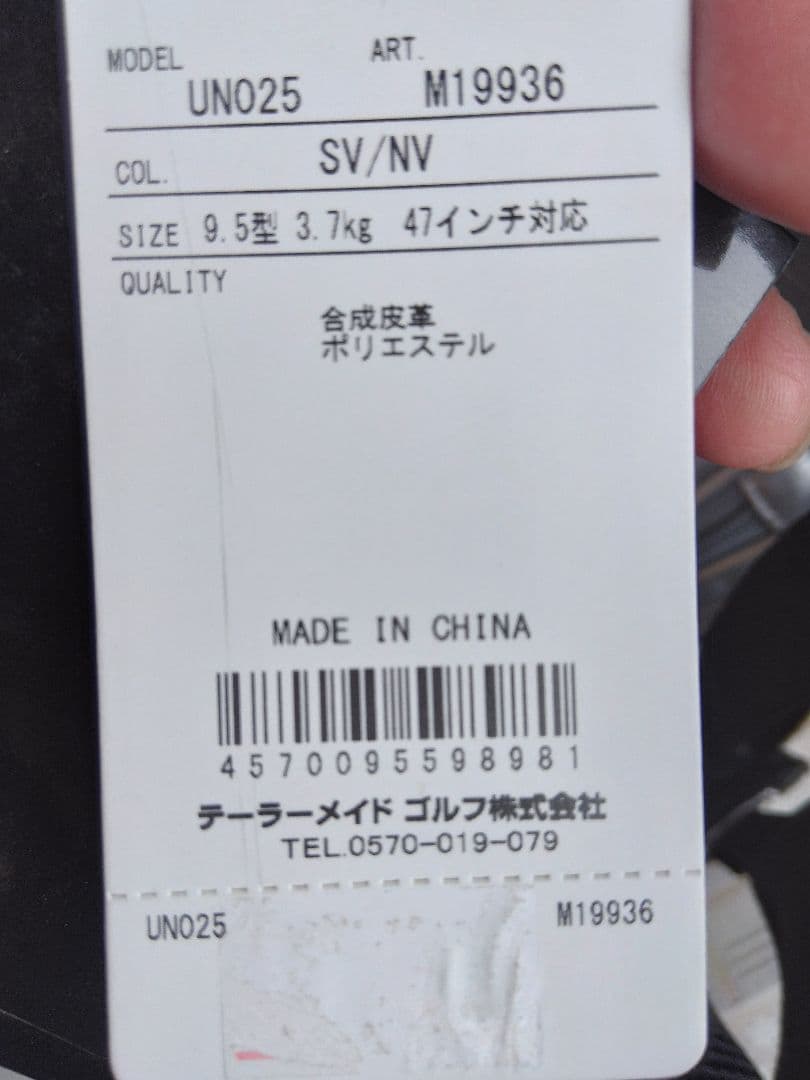 MODEL ART.
UNO25 M19936
COL. SV/NV
SIZE 9.5型 3.7kg 47インチ対応
QUALITY
合成皮革
ポリエステル
MADE IN CHINA
4570095598981
テーラーメイド ゴルフ株式会社
TEL.0570-019-079
UNO25 M19936